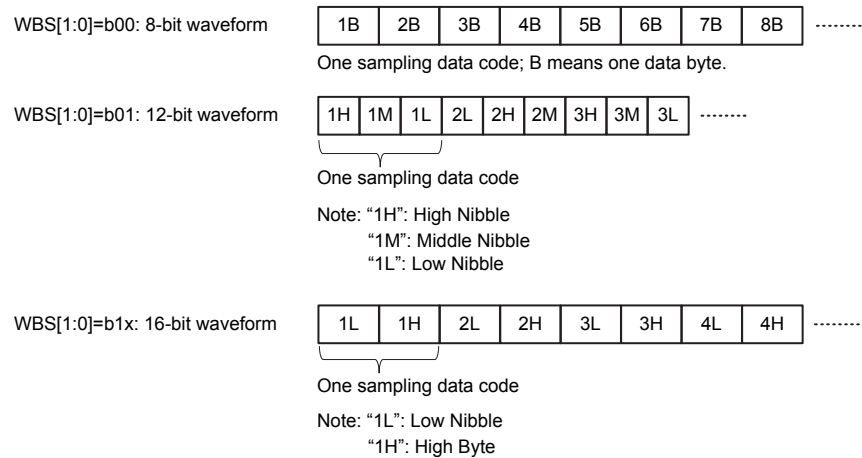 WBS[1:0]=b00: 8-bit waveform 1B 2B 3B 4B 5B 6B 7B 8B
One sampling data code; B means one data byte.
WBS[1:0]=b01: 12-bit waveform 1H 1M 1L 2L 2H 2M 3H 3M 3L
One sampling data code
Note: “1H”: High Nibble
“1M”: Middle Nibble
“1L”: Low Nibble
WBS[1:0]=b1x: 16-bit waveform 1L 1H 2L 2H 3L 3H 4L 4H
One sampling data code
Note: “1L”: Low Nibble
“1H”: High Byte